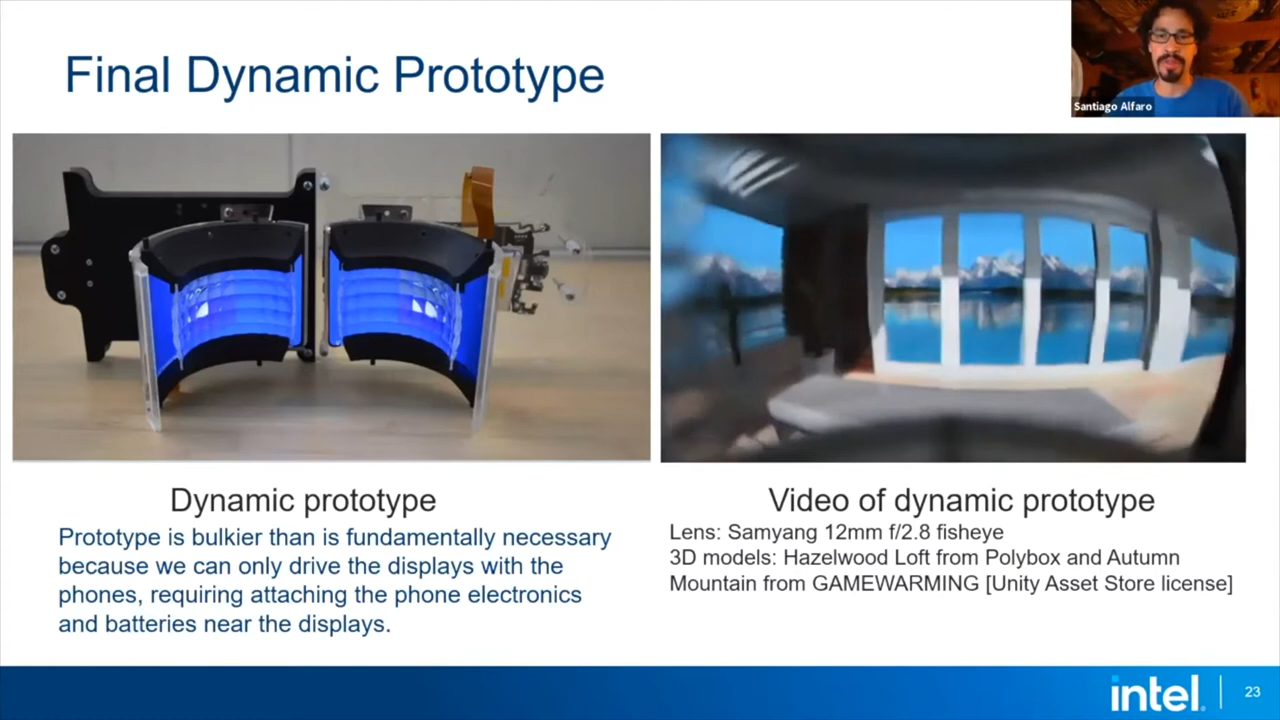 Final Dynamic Prototype
Santiago Alfaro
Dynamic prototype
Prototype is bulkier than is fundamentally necessary
because we can only drive the displays with the
phones, requiring attaching the phone electronics
and batteries near the displays.
Video of dynamic prototype
Lens: Samyang 12mm f/2.8 fisheye
3D models: Hazelwood Loft from Polybox and Autumn
Mountain from GAMEWARMING [Unity Asset Store license]
intel.
23